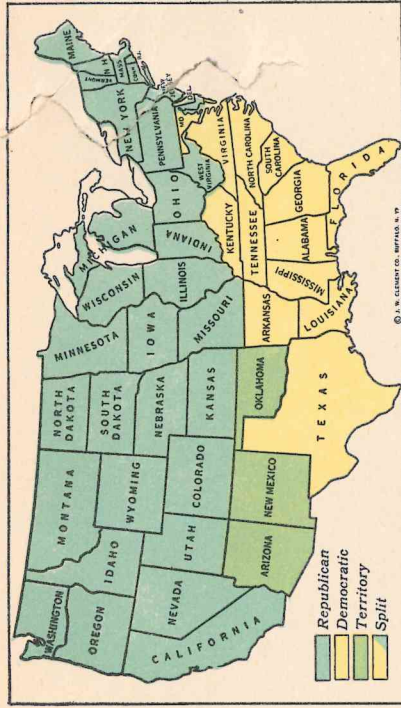 WASHINGTON
OREGON
CALIFORNIA
NEVADA
IDAHO
MONTANA
WYOMING
UTAH
COLORADO
ARIZONA
NEW MEXICO
NORTH
DAKOTA
SOUTH
DAKOTA
NEBRASKA
KANSAS
OKLAHOMA
TEXAS
MINNESOTA
IOWA
MISSOURI
ARKANSAS
LOUISIANA
WISCONSIN
ILLINOIS
MICHIGAN
INDIANA
OHIO
KENTUCKY
TENNESSEE
MISSISSIPPI
ALABAMA
GEORGIA
FLORIDA
SOUTH
CAROLINA
NORTH CAROLINA
VIRGINIA
WEST
VIRGINIA
MD
DEL.
PENNSYLVANIA
NEW
JERSEY
NEW YORK
CONN
R.I.
MASS
VERMONT
N H
MAINE
Republican
Democratic
Territory
Split
© J. W. CLEMENT CO., BUFFALO, N. Y.